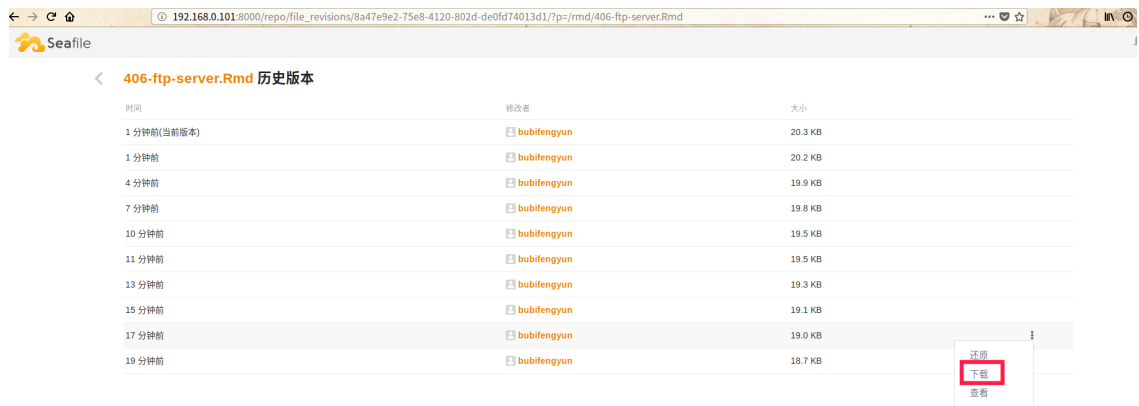 192.168.0.101:8000/repo/file_revisions/8a47e9e2-75e8-4120-802d-de0fd74013d1/?p=/rmd/406-ftp-server.Rmd
Seafile
406-ftp-server.Rmd 历史版本
时间 修改者 大小
1 分钟前(当前版本) bubifengyun 20.3 KB
1 分钟前 bubifengyun 20.2 KB
4 分钟前 bubifengyun 19.9 KB
7 分钟前 bubifengyun 19.8 KB
10 分钟前 bubifengyun 19.5 KB
11 分钟前 bubifengyun 19.5 KB
13 分钟前 bubifengyun 19.3 KB
15 分钟前 bubifengyun 19.1 KB
17 分钟前 bubifengyun 19.0 KB
19 分钟前 bubifengyun 18.7 KB
还原
下载
查看